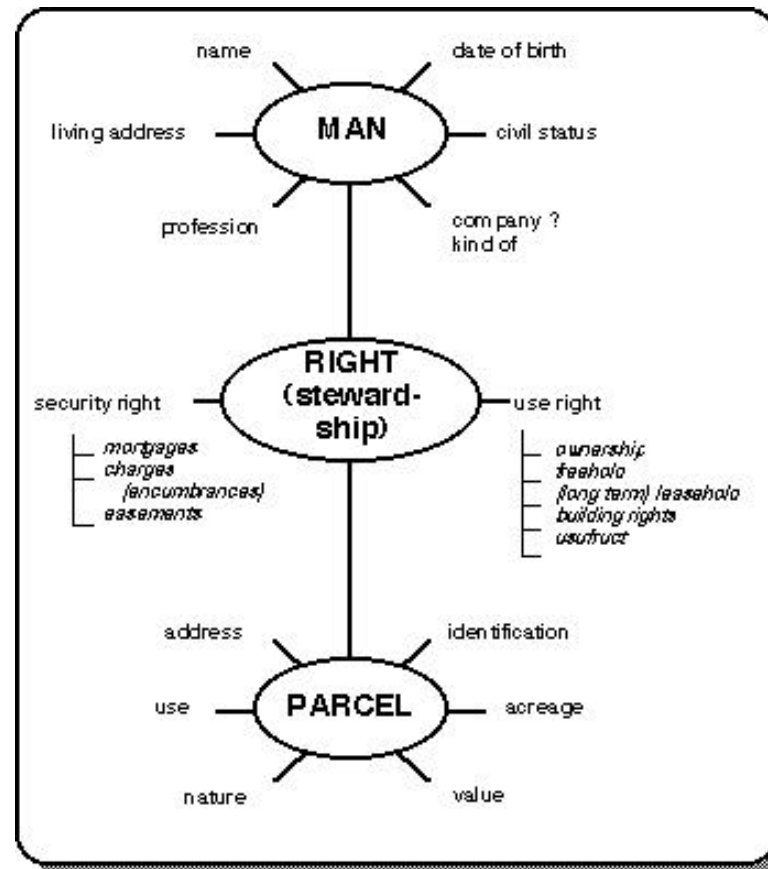 name
date of birth
MAN
living address
civil status
profession
company ?
kind of
RIGHT
(steward-
ship)
security right
mortgages
charges
(encumbrances)
easements
use right
ownership
freehold
(long term) leasehold
building rights
usufruct
address
identification
PARCEL
use
acreage
nature
value